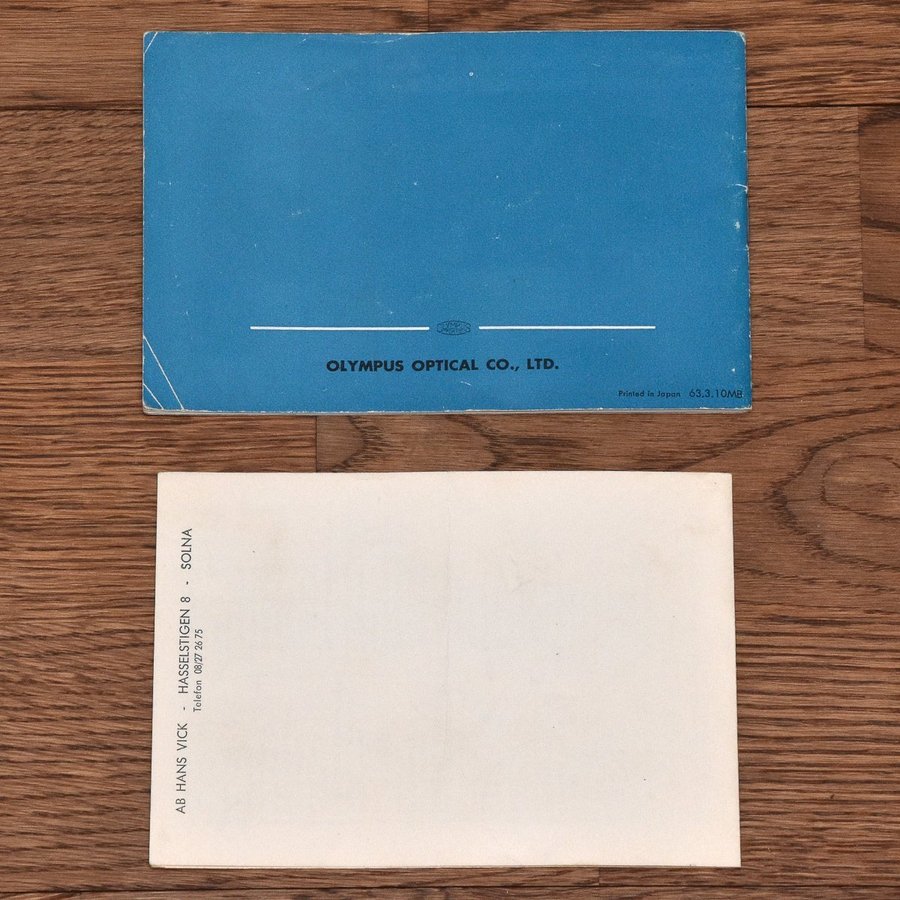 OLYMPUS
OLYMPUS OPTICAL CO., LTD.
Printed in Japan 63.3.10MB
AB HANS VICK - HASSELSTIGEN 8 - SOLNA
Telefon 08/27 26 75